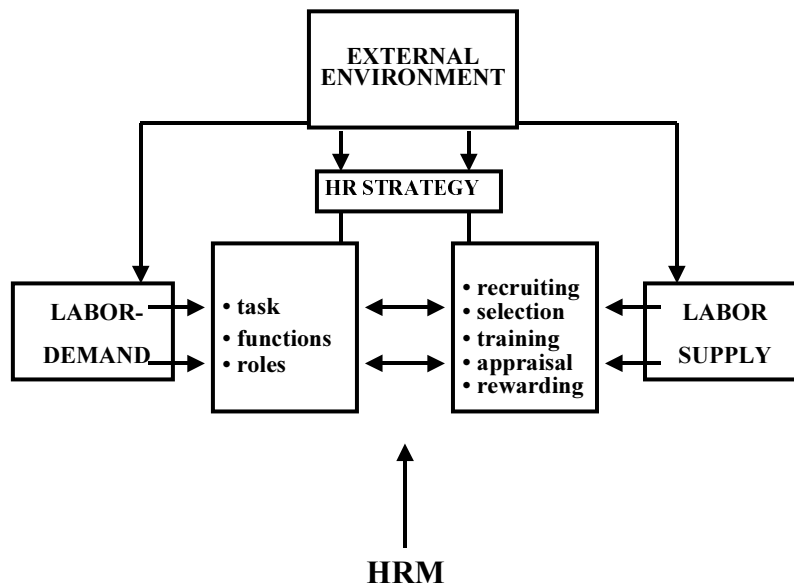 EXTERNAL
ENVIRONMENT
HR STRATEGY
LABOR-
DEMAND
• task
• functions
• roles
• recruiting
• selection
• training
• appraisal
• rewarding
LABOR
SUPPLY
HRM